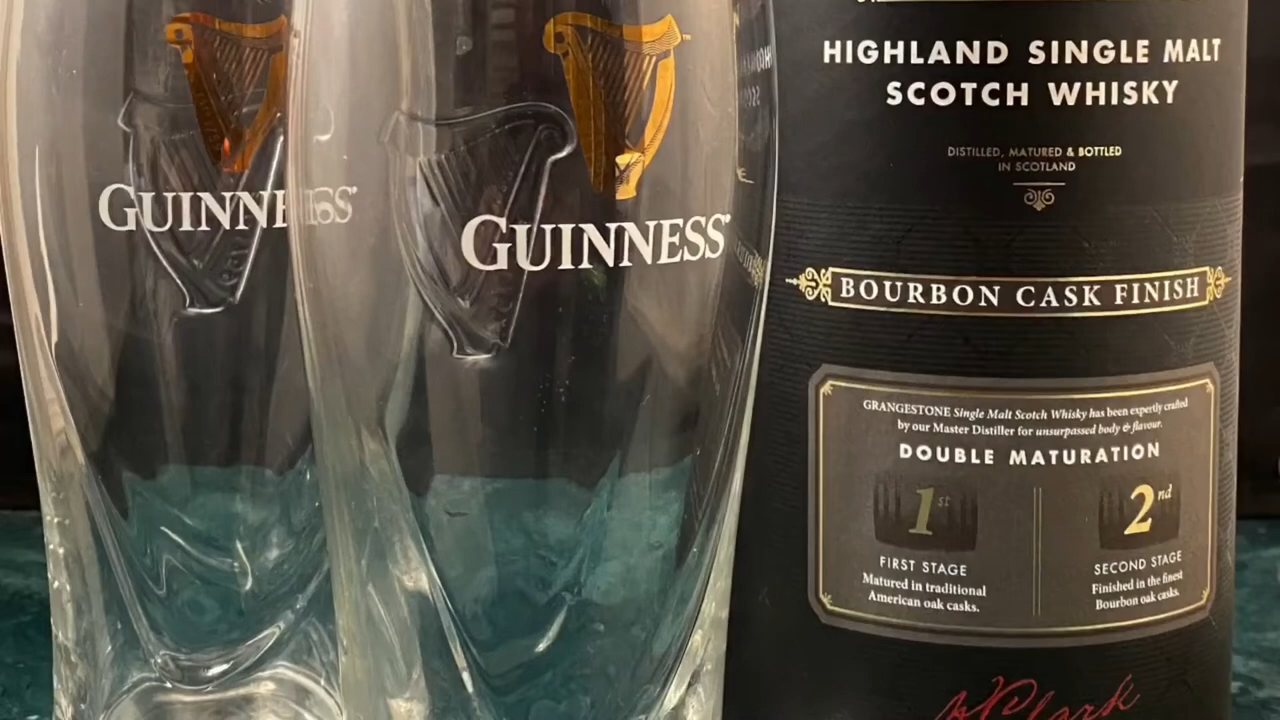 GUINNESS
GUINNESS
HIGHLAND SINGLE MALT
SCOTCH WHISKY
DISTILLED, MATURED & BOTTLED
IN SCOTLAND
BOURBON CASK FINISH
GRANGESTONE Single Malt Scotch Whisky has been expertly crafted
by our Master Distiller for unsurpassed body & flavour.
DOUBLE MATURATION
1st
FIRST STAGE
Matured in traditional
American oak casks.
2nd
SECOND STAGE
Finished in the finest
Bourbon oak casks.